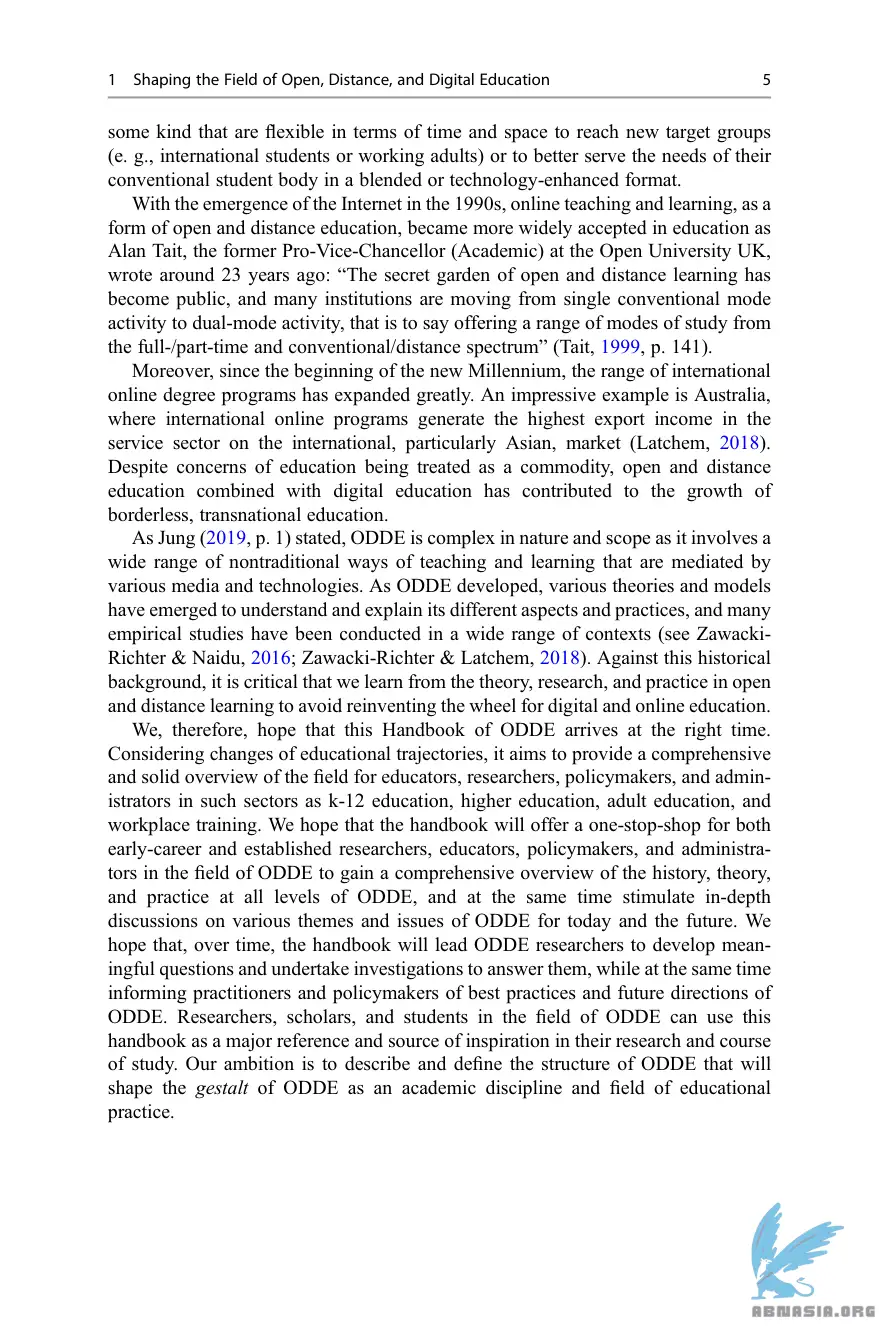 1 Shaping the Field of Open, Distance, and Digital Education 5
some kind that are flexible in terms of time and space to reach new target groups
(e. g., international students or working adults) or to better serve the needs of their
conventional student body in a blended or technology-enhanced format.
With the emergence of the Internet in the 1990s, online teaching and learning, as a
form of open and distance education, became more widely accepted in education as
Alan Tait, the former Pro-Vice-Chancellor (Academic) at the Open University UK,
wrote around 23 years ago: “The secret garden of open and distance learning has
become public, and many institutions are moving from single conventional mode
activity to dual-mode activity, that is to say offering a range of modes of study from
the full-/part-time and conventional/distance spectrum” (Tait, 1999, p. 141).
Moreover, since the beginning of the new Millennium, the range of international
online degree programs has expanded greatly. An impressive example is Australia,
where international online programs generate the highest export income in the
service sector on the international, particularly Asian, market (Latchem, 2018).
Despite concerns of education being treated as a commodity, open and distance
education combined with digital education has contributed to the growth of
borderless, transnational education.
As Jung (2019, p. 1) stated, ODDE is complex in nature and scope as it involves a
wide range of nontraditional ways of teaching and learning that are mediated by
various media and technologies. As ODDE developed, various theories and models
have emerged to understand and explain its different aspects and practices, and many
empirical studies have been conducted in a wide range of contexts (see Zawacki-
Richter & Naidu, 2016; Zawacki-Richter & Latchem, 2018). Against this historical
background, it is critical that we learn from the theory, research, and practice in open
and distance learning to avoid reinventing the wheel for digital and online education.
We, therefore, hope that this Handbook of ODDE arrives at the right time.
Considering changes of educational trajectories, it aims to provide a comprehensive
and solid overview of the field for educators, researchers, policymakers, and admin-
istrators in such sectors as k-12 education, higher education, adult education, and
workplace training. We hope that the handbook will offer a one-stop-shop for both
early-career and established researchers, educators, policymakers, and administra-
tors in the field of ODDE to gain a comprehensive overview of the history, theory,
and practice at all levels of ODDE, and at the same time stimulate in-depth
discussions on various themes and issues of ODDE for today and the future. We
hope that, over time, the handbook will lead ODDE researchers to develop mean-
ingful questions and undertake investigations to answer them, while at the same time
informing practitioners and policymakers of best practices and future directions of
ODDE. Researchers, scholars, and students in the field of ODDE can use this
handbook as a major reference and source of inspiration in their research and course
of study. Our ambition is to describe and define the structure of ODDE that will
shape the gestalt of ODDE as an academic discipline and field of educational
practice.
ABNASIA.ORG